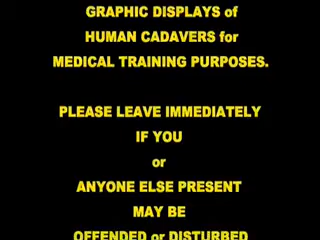 GRAPHIC DISPLAYS of
HUMAN CADAVERS for
MEDICAL TRAINING PURPOSES.
PLEASE LEAVE IMMEDIATELY
IF YOU
or
ANYONE ELSE PRESENT
MAY BE
OFFENDED or DISTURBED